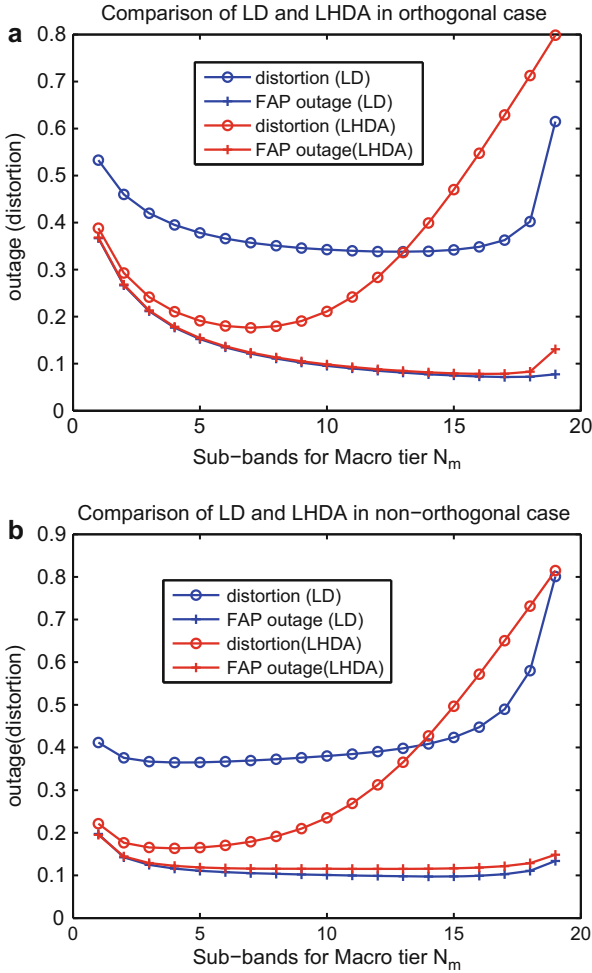 a
Comparison of LD and LHDA in orthogonal case
0.8
0.7
0.6
0.5
0.4
0.3
0.2
0.1
0
outage (distortion)
distortion (LD)
FAP outage (LD)
distortion (LHDA)
FAP outage(LHDA)
0 5 10 15 20
Sub-bands for Macro tier Nm
b
Comparison of LD and LHDA in non-orthogonal case
0.9
0.8
0.7
0.6
0.5
0.4
0.3
0.2
0.1
0
outage(distortion)
distortion (LD)
FAP outage (LD)
distortion(LHDA)
FAP outage(LHDA)
0 5 10 15 20
Sub-bands for Macro tier Nm